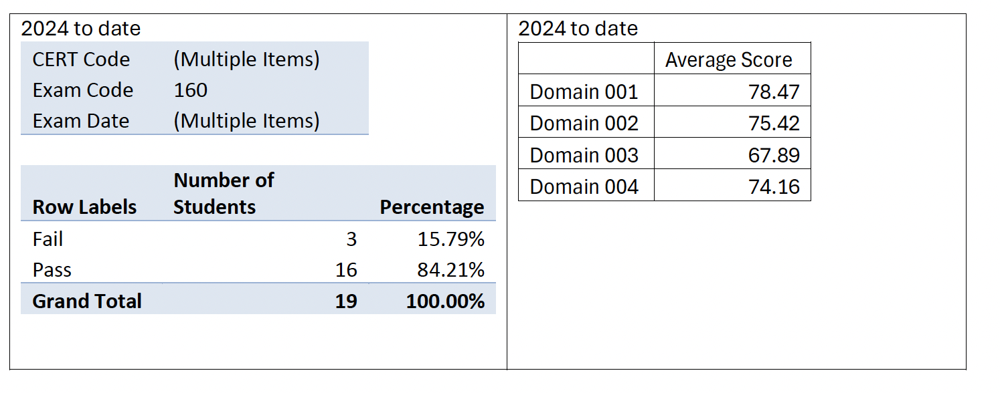 2024 to date
CERT Code (Multiple Items)
Exam Code 160
Exam Date (Multiple Items)
Number of
Row Labels Students Percentage
Fail 3 15.79%
Pass 16 84.21%
Grand Total 19 100.00%
2024 to date
Average Score
Domain 001 78.47
Domain 002 75.42
Domain 003 67.89
Domain 004 74.16